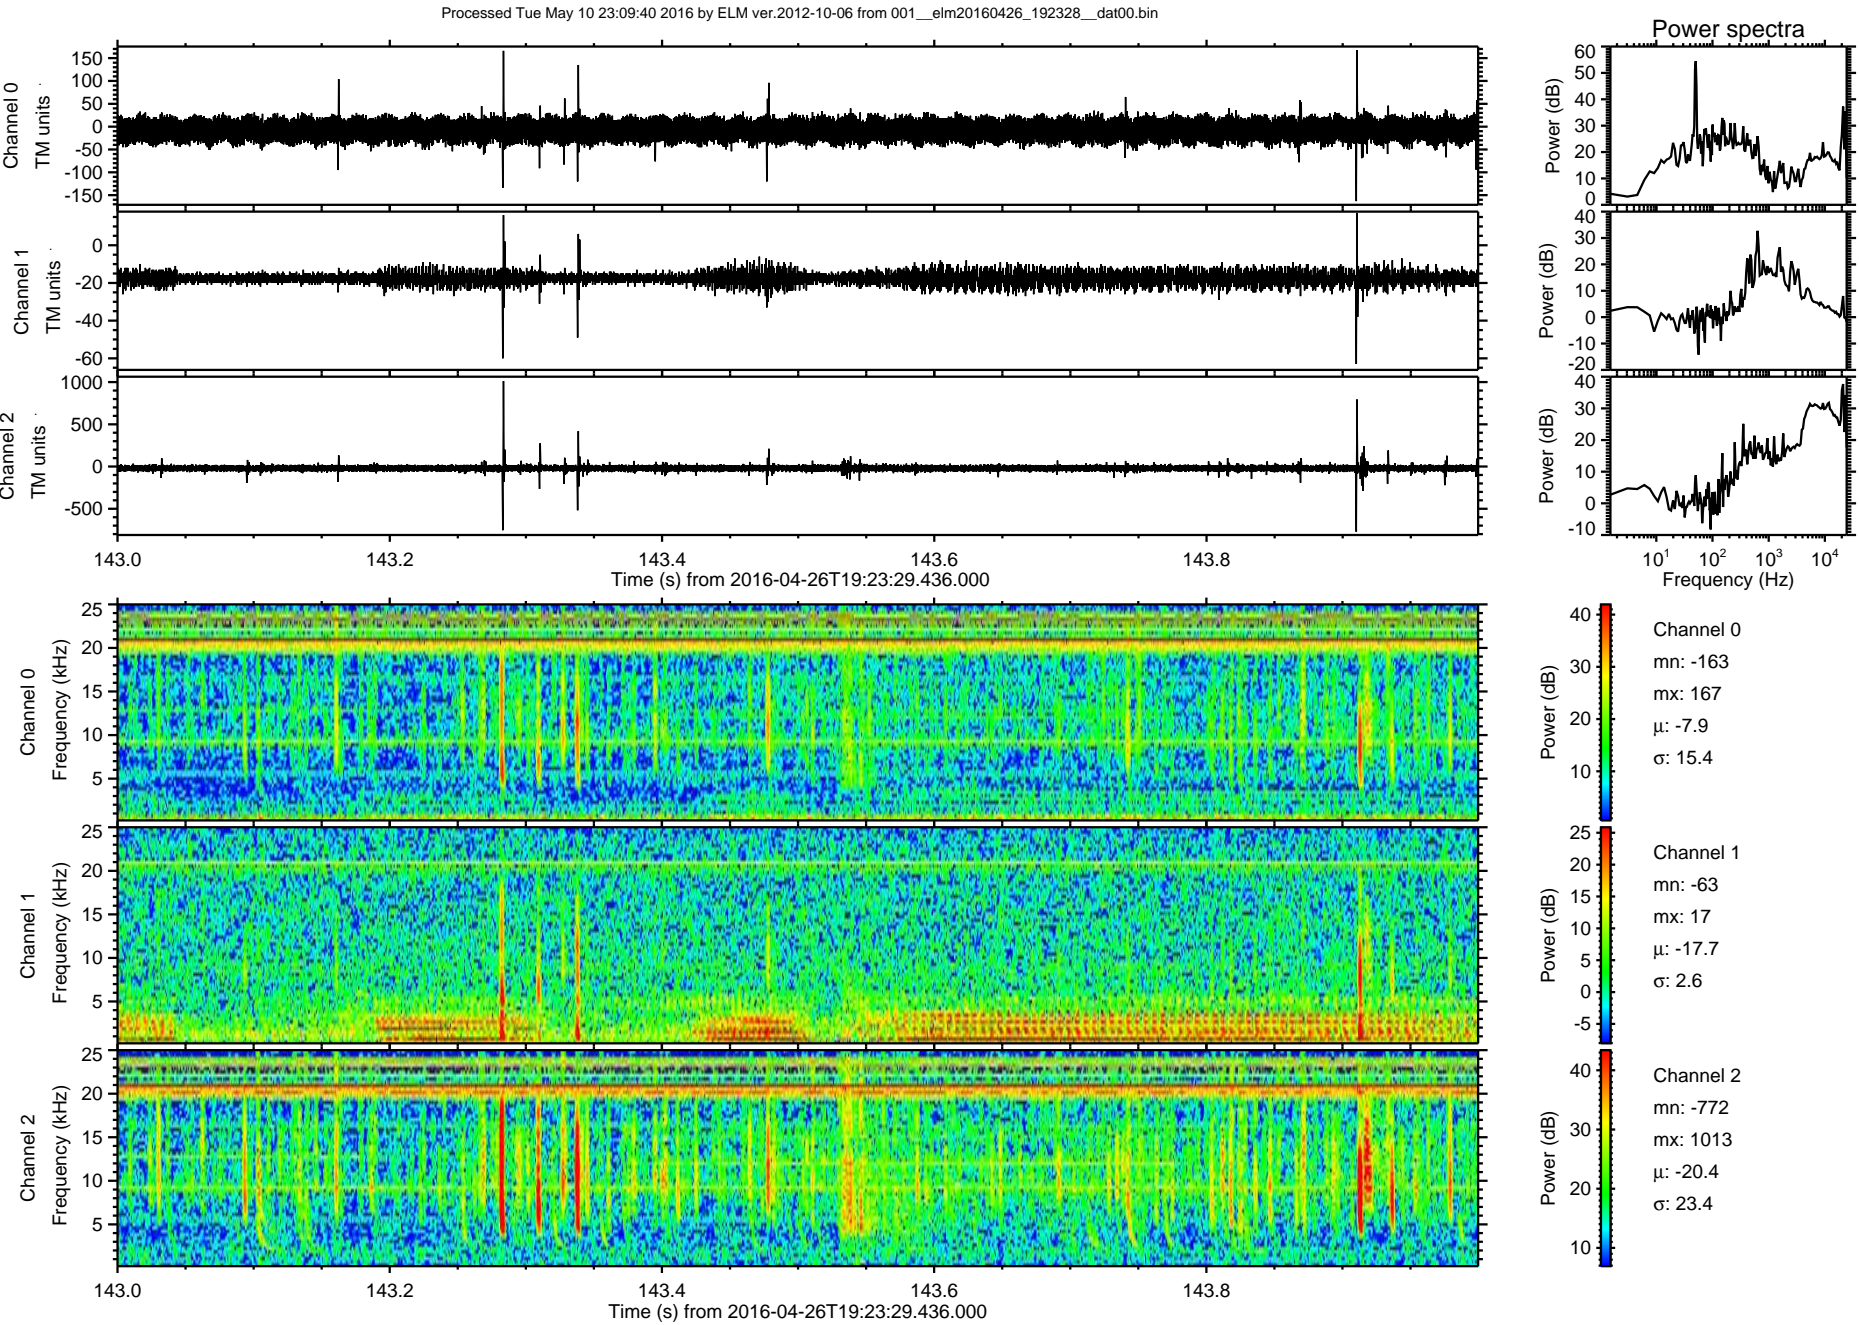 Processed Tue May 10 23:09:40 2016 by ELM ver.2012-10-06 from 001__elm20160426_192328__dat00.bin
Power spectra
Channel 0
TM units
150
100
50
0
-50
-100
-150
Power (dB)
60
50
40
30
20
10
0
Channel 1
TM units
0
-20
-40
-60
Power (dB)
40
30
20
10
0
-10
-20
Channel 2
TM units
1000
500
0
-500
Power (dB)
40
30
20
10
0
-10
143.0 143.2 143.4 143.6 143.8
Time (s) from 2016-04-26T19:23:29.436.000
10^1 10^2 10^3 10^4
Frequency (Hz)
Channel 0
Frequency (kHz)
25
20
15
10
5
Power (dB)
40
30
20
10
Channel 0
mn: -163
mx: 167
μ: -7.9
σ: 15.4
Channel 1
Frequency (kHz)
25
20
15
10
5
Power (dB)
25
20
15
10
5
0
-5
Channel 1
mn: -63
mx: 17
μ: -17.7
σ: 2.6
Channel 2
Frequency (kHz)
25
20
15
10
5
Power (dB)
40
30
20
10
Channel 2
mn: -772
mx: 1013
μ: -20.4
σ: 23.4
143.0 143.2 143.4 143.6 143.8
Time (s) from 2016-04-26T19:23:29.436.000